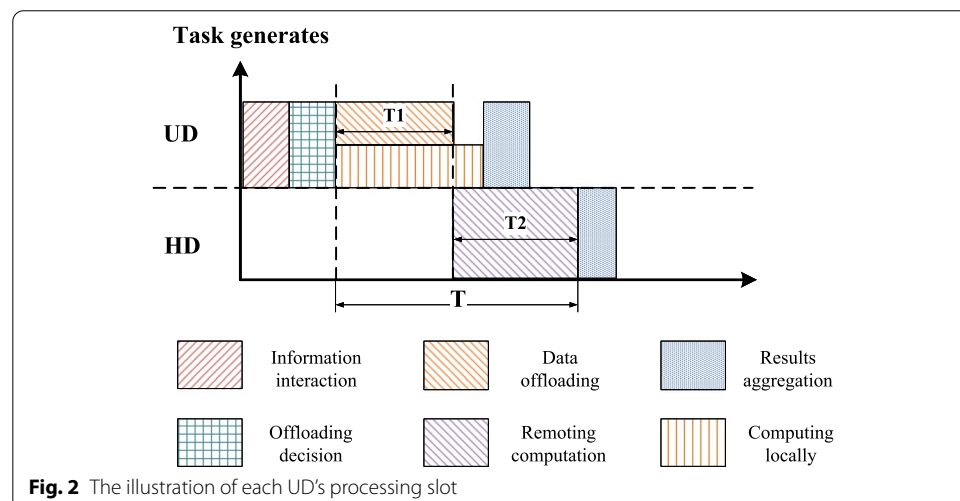 Task generates
UD
T1
HD
T2
T
Information
interaction
Data
offloading
Results
aggregation
Offloading
decision
Remoting
computation
Computing
locally
Fig. 2 The illustration of each UD's processing slot